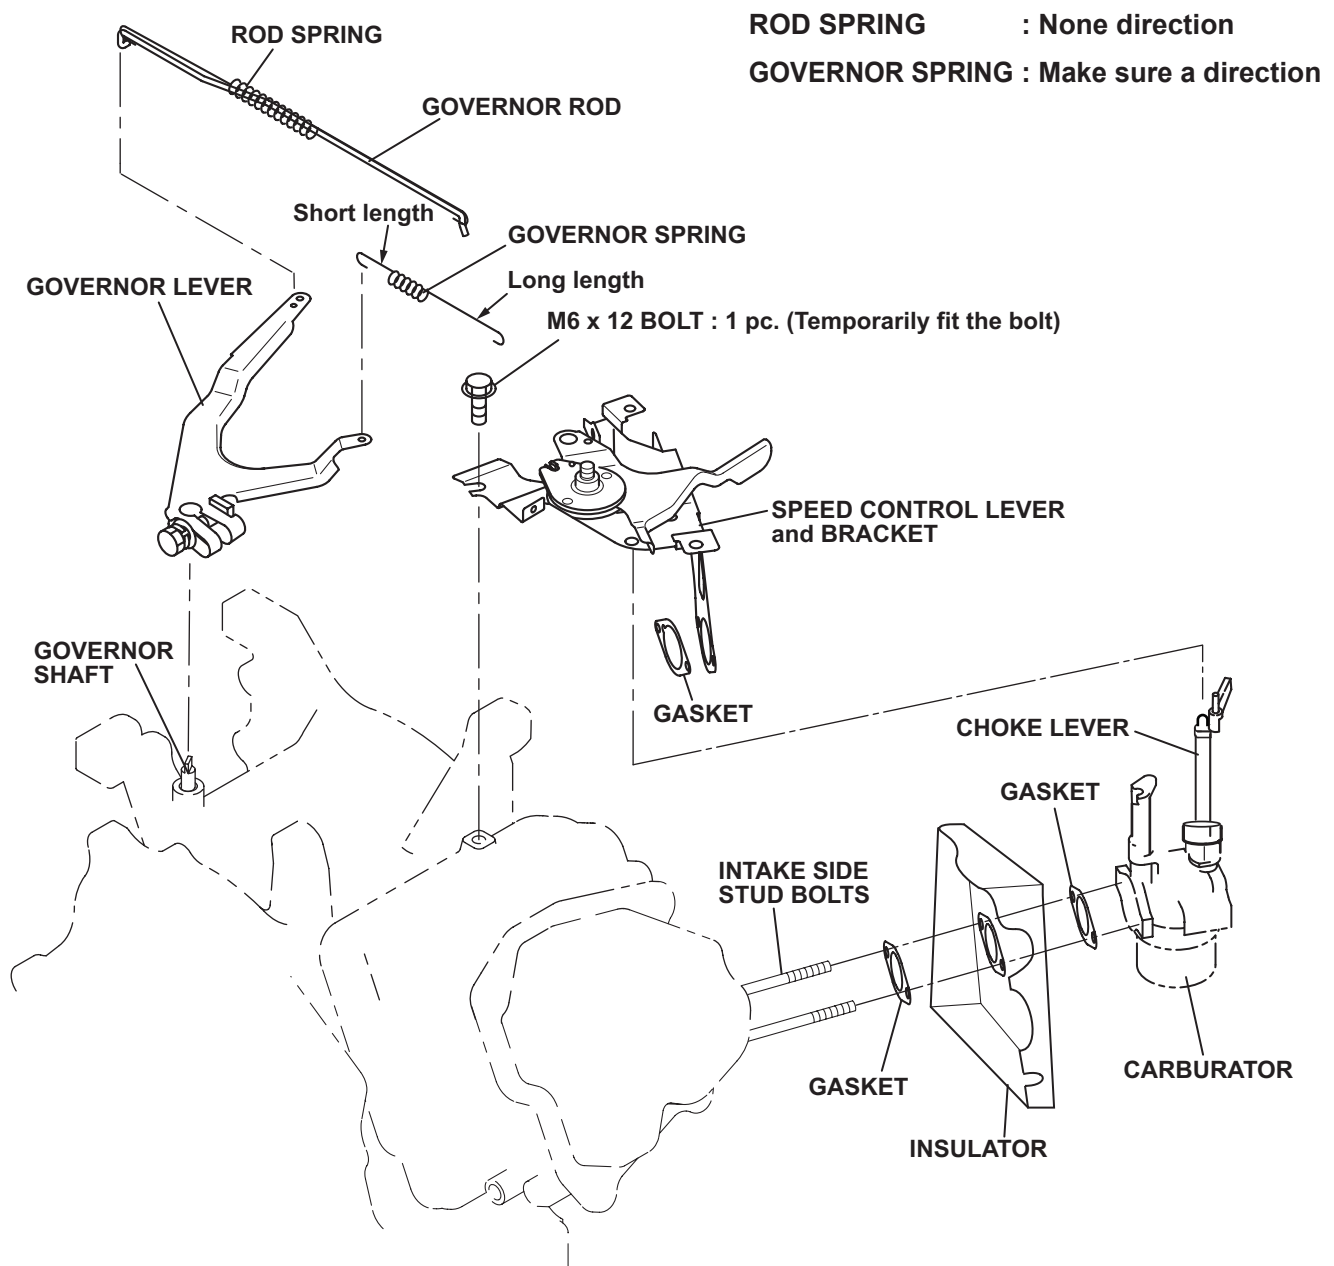 ROD SPRING : None direction
GOVERNOR SPRING : Make sure a direction
ROD SPRING
GOVERNOR ROD
Short length
GOVERNOR SPRING
Long length
GOVERNOR LEVER
M6 x 12 BOLT : 1 pc. (Temporarily fit the bolt)
SPEED CONTROL LEVER
and BRACKET
GOVERNOR
SHAFT
GASKET
CHOKE LEVER
GASKET
INTAKE SIDE
STUD BOLTS
CARBURATOR
GASKET
INSULATOR